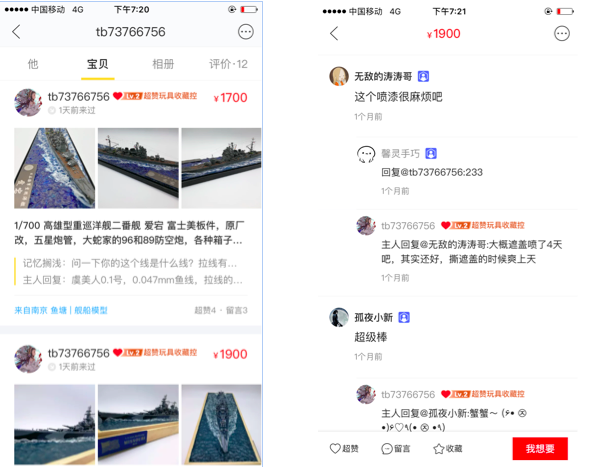 中国移动 4G 下午7:20
tb73766756
他 宝贝 相册 评价·12
tb73766756 Lv.2 超赞玩具收藏控 ¥1700
1天前来过
1/700 高雄型重巡洋舰二番舰 爱宕 富士美板件，原厂
改，五星炮管，大蛇家的96和89防空炮，各种箱子...
记忆搁浅：问一下你的这个线是什么线？拉线有...
主人回复：虞美人0.1号，0.047mm鱼线，拉线的...
来自南京 鱼塘 | 舰船模型 超赞4 · 留言3
tb73766756 Lv.2 超赞玩具收藏控 ¥1900
1天前来过
中国移动 4G 下午7:21
¥1900
无敌的涛涛哥
这个喷漆很麻烦吧
1个月前
馨灵手巧
回复@tb73766756:233
1个月前
tb73766756 Lv.2 超赞玩具收藏控
主人回复@无敌的涛涛哥:大概遮盖喷了4天
吧，其实还好，撕遮盖的时候爽上天
1个月前
孤夜小新
超级棒
1个月前
tb73766756 Lv.2 超赞玩具收藏控
主人回复@孤夜小新:蟹蟹～
超赞 留言 收藏 我想要